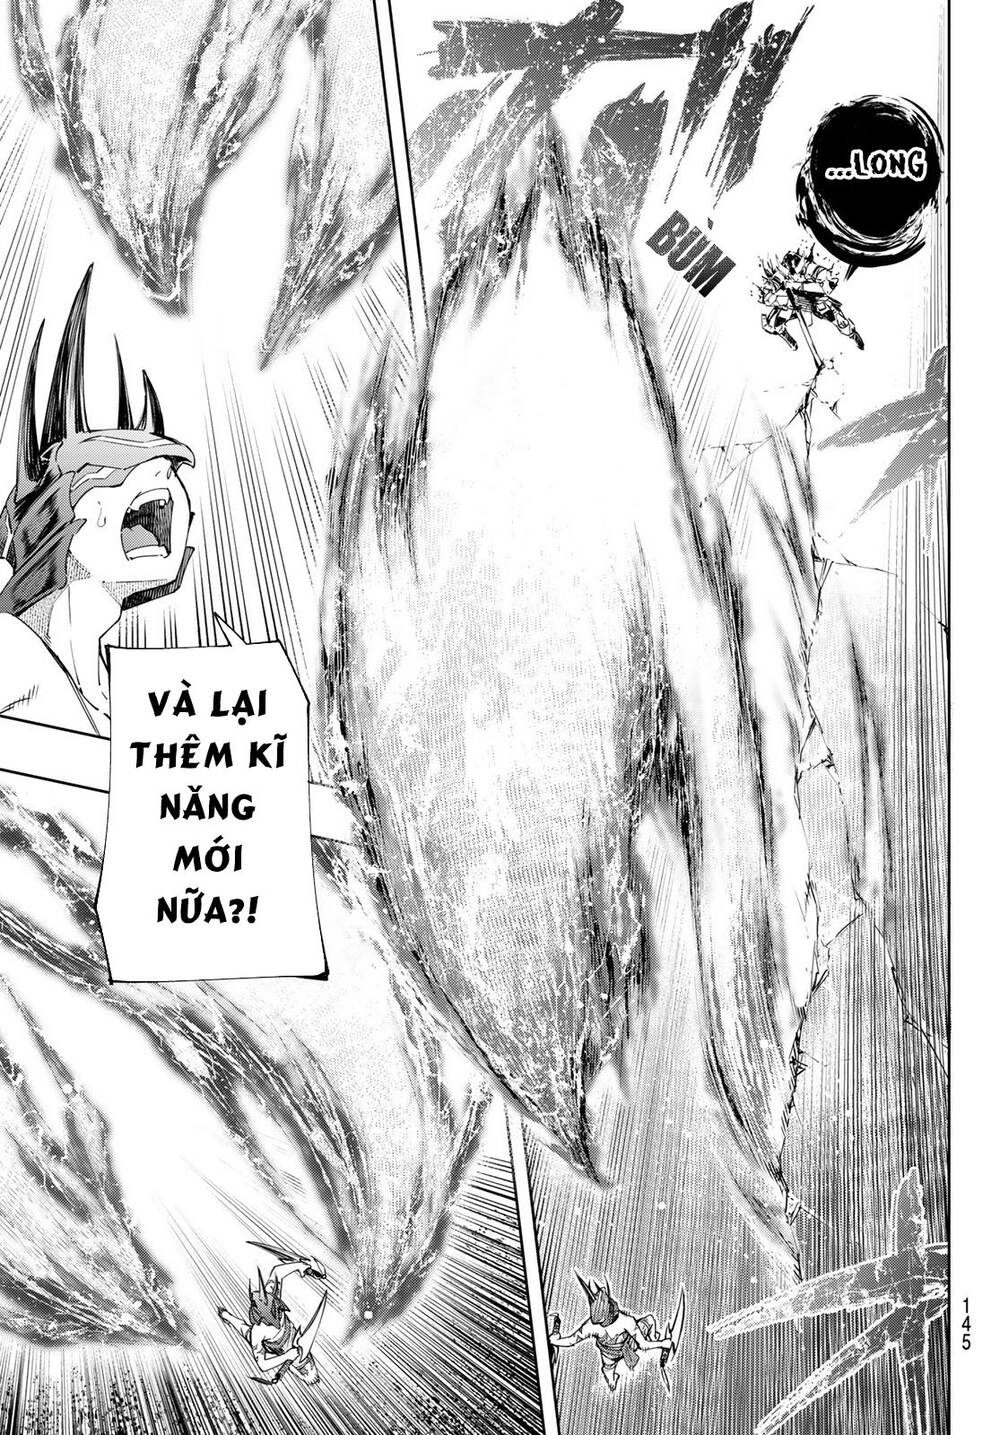 ...LONG
BÙM
VÀ LẠI
THÊM KĨ
NĂNG
MỚI
NỮA?!
145